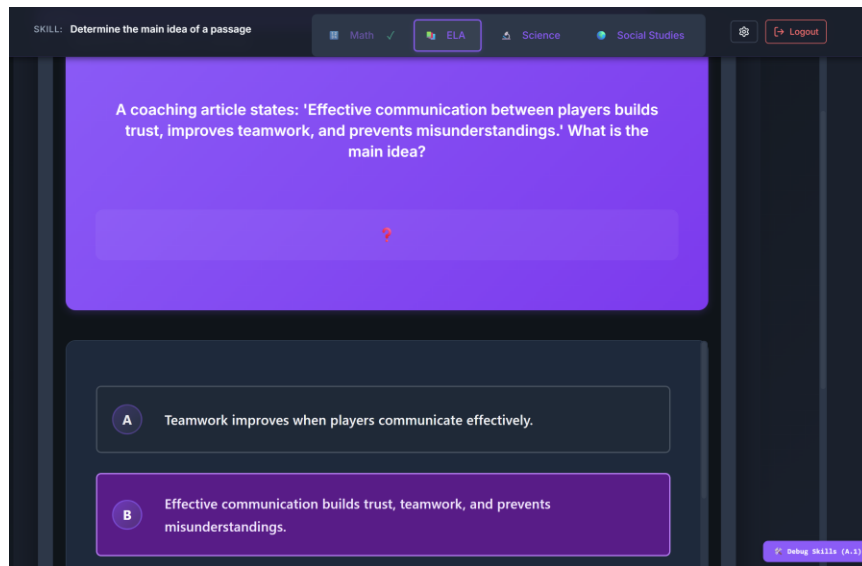 SKILL: Determine the main idea of a passage
Math ✓
ELA
Science
Social Studies
Logout
A coaching article states: 'Effective communication between players builds
trust, improves teamwork, and prevents misunderstandings.' What is the
main idea?
❓
A
Teamwork improves when players communicate effectively.
B
Effective communication builds trust, teamwork, and prevents
misunderstandings.
Debug Skills (A.1)